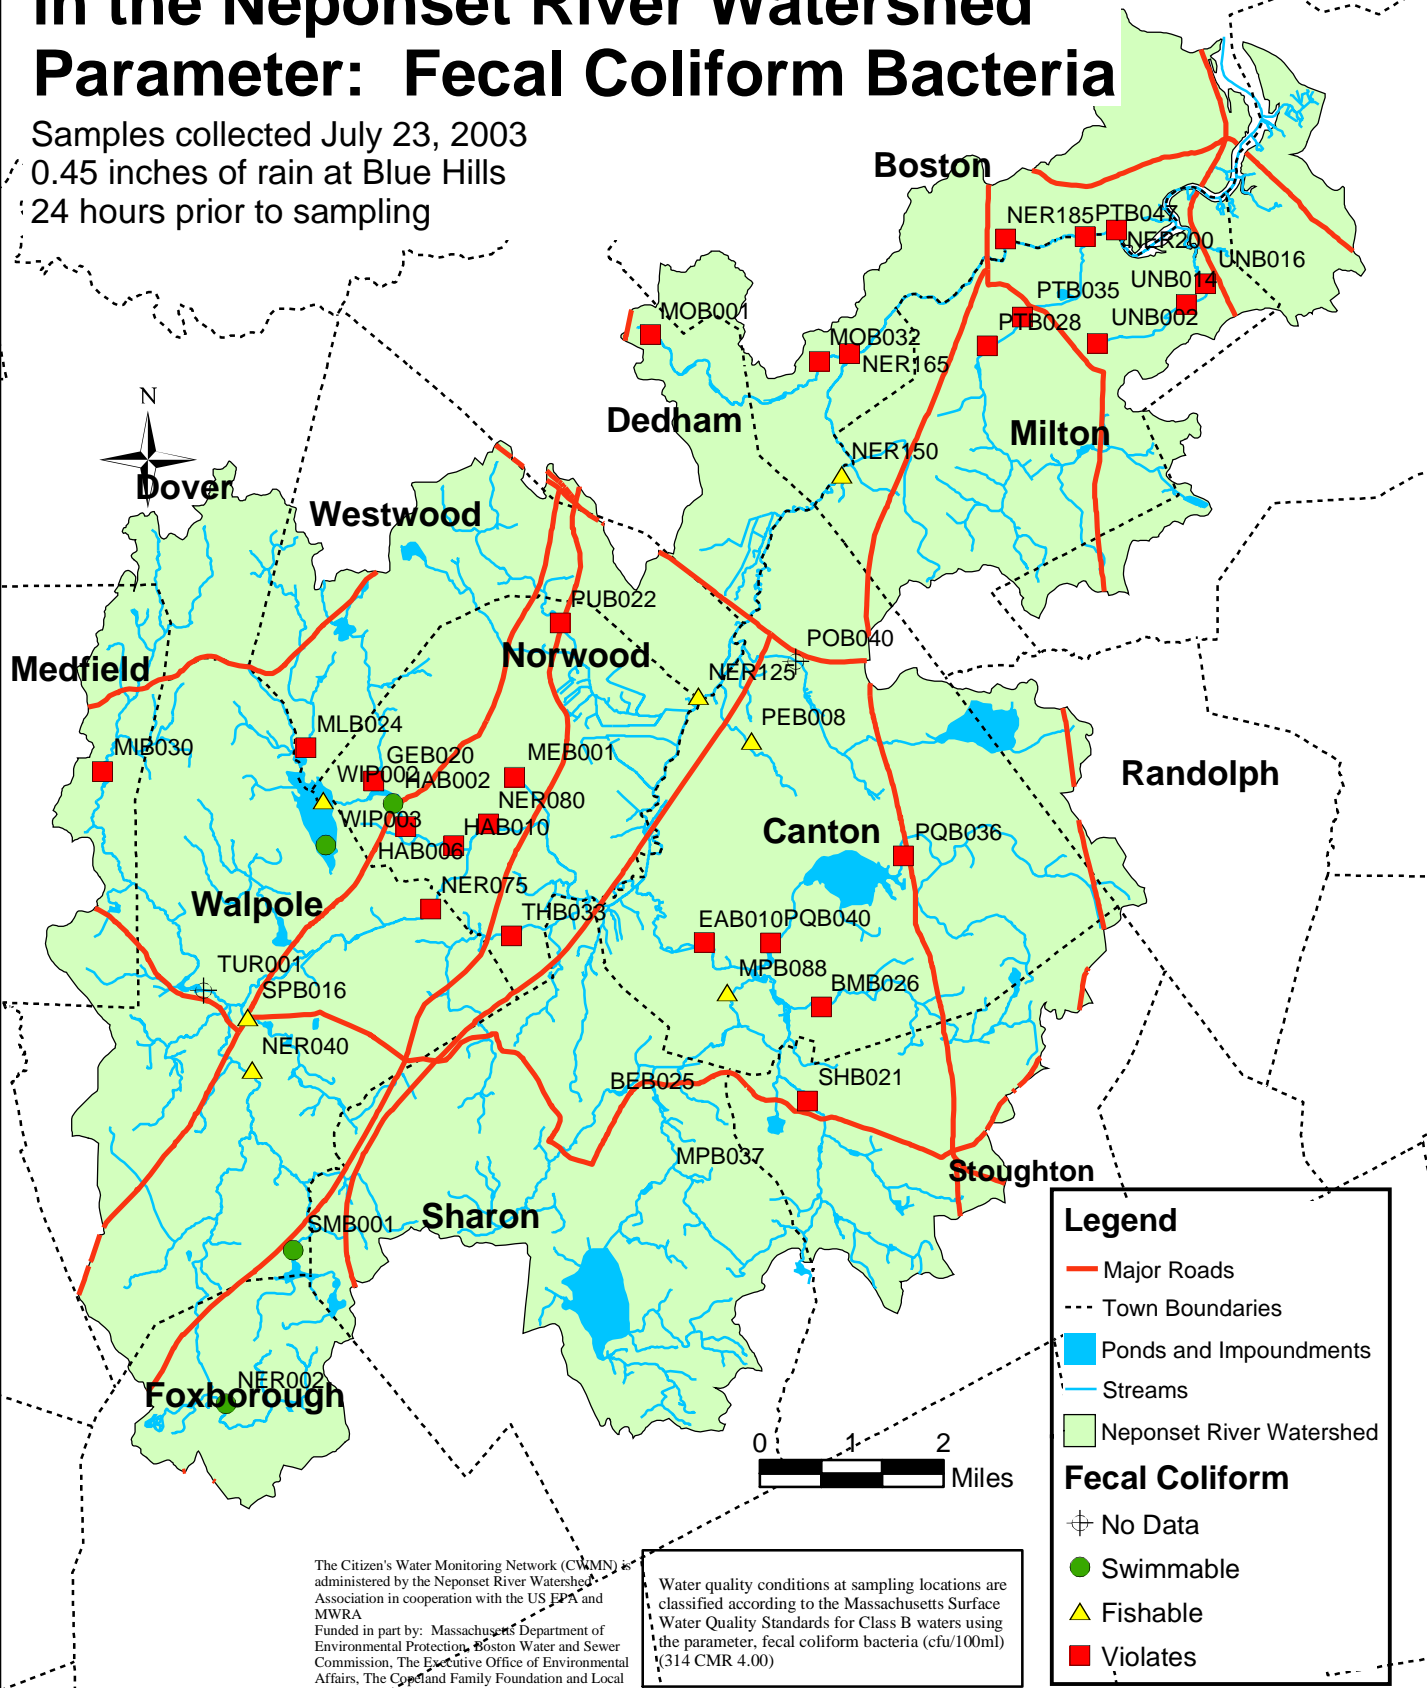 in the Neponset River Watershed
Parameter: Fecal Coliform Bacteria
Samples collected July 23, 2003
0.45 inches of rain at Blue Hills
24 hours prior to sampling
Boston
NER185
PTB047
NER200
UNB016
UNB014
PTB035
UNB002
PTB028
MOB001
MOB032
NER165
Dedham
Milton
N
NER150
Dover
Westwood
PUB022
POB040
Norwood
Medfield
NER125
PEB008
MLB024
MIB030
GEB020
MEB001
WIP002
HAB002
Randolph
NER080
WIP003
HAB010
Canton
PQB036
HAB006
NER075
Walpole
THB033
EAB010
PQB040
TUR001
MPB088
SPB016
BMB026
NER040
BEB025
SHB021
MPB037
Stoughton
SMB001
Sharon
NER002
Foxborough
0 1 2
Miles
Legend
Major Roads
Town Boundaries
Ponds and Impoundments
Streams
Neponset River Watershed
Fecal Coliform
No Data
Swimmable
Fishable
Violates
The Citizen's Water Monitoring Network (CWMN) is
administered by the Neponset River Watershed
Association in cooperation with the US EPA and
MWRA
Funded in part by: Massachusetts Department of
Environmental Protection, Boston Water and Sewer
Commission, The Executive Office of Environmental
Affairs, The Copeland Family Foundation and Local
Water quality conditions at sampling locations are
classified according to the Massachusetts Surface
Water Quality Standards for Class B waters using
the parameter, fecal coliform bacteria (cfu/100ml)
(314 CMR 4.00)